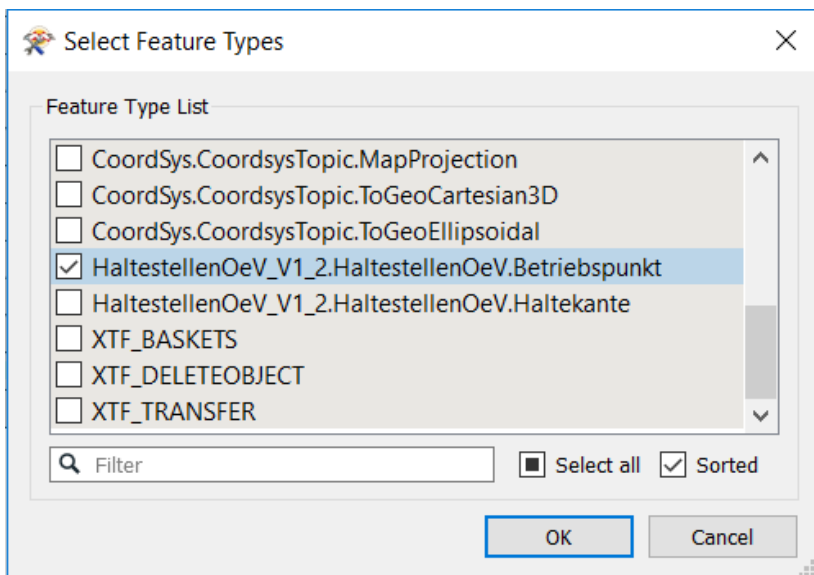 Select Feature Types
Feature Type List
CoordSys.CoordsysTopic.MapProjection
CoordSys.CoordsysTopic.ToGeoCartesian3D
CoordSys.CoordsysTopic.ToGeoEllipsoidal
HaltestellenOeV_V1_2.HaltestellenOeV.Betriebspunkt
HaltestellenOeV_V1_2.HaltestellenOeV.Haltekante
XTF_BASKETS
XTF_DELETEOBJECT
XTF_TRANSFER
Filter Select all Sorted
OK Cancel